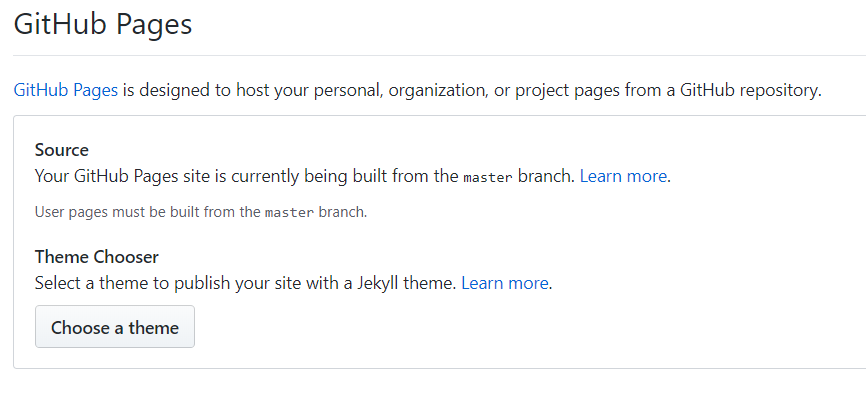 GitHub Pages
GitHub Pages is designed to host your personal, organization, or project pages from a GitHub repository.
Source
Your GitHub Pages site is currently being built from the master branch. Learn more.
User pages must be built from the master branch.
Theme Chooser
Select a theme to publish your site with a Jekyll theme. Learn more.
Choose a theme